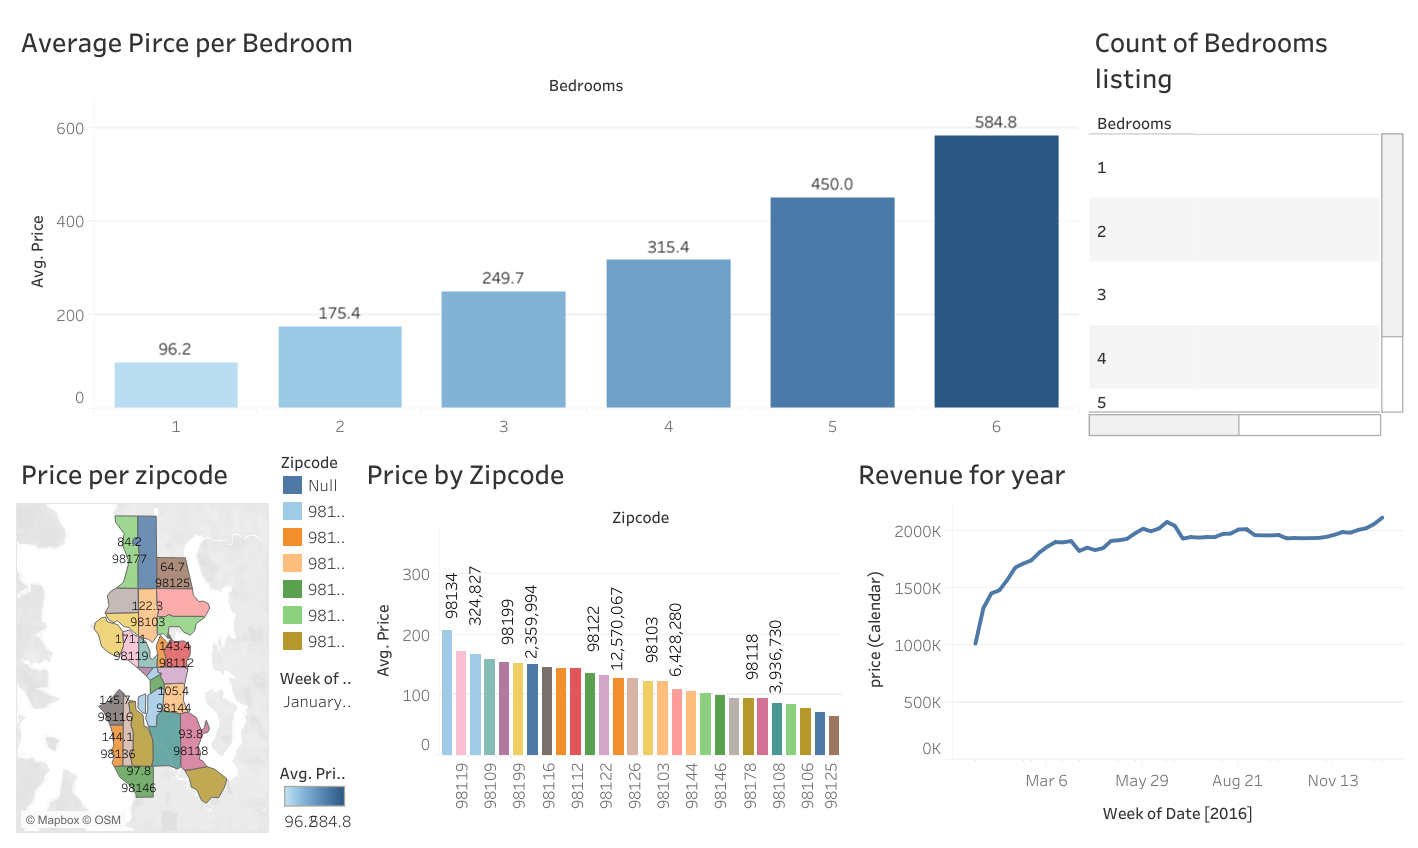 Average Pirce per Bedroom
Bedrooms
Avg. Price
600
400
200
0
96.2
175.4
249.7
315.4
450.0
584.8
1
2
3
4
5
6
Count of Bedrooms
listing
Bedrooms
1
2
3
4
5
Price per zipcode
84.2
98177
64.7
98125
122.3
98103
171.1
98119
143.4
98112
145.7
98116
105.4
98144
144.1
98136
93.8
98118
97.8
98146
© Mapbox © OSM
Zipcode
Null
981..
981..
981..
981..
981..
981..
Week of ..
January..
Avg. Pri..
96.2
584.8
Price by Zipcode
Zipcode
Avg. Price
300
200
100
0
98134
324,827
98199
2,359,994
98122
12,570,067
98103
6,428,280
98118
3,936,730
98119
98109
98199
98116
98112
98122
98126
98103
98144
98146
98178
98108
98106
98125
Revenue for year
price (Calendar)
2000K
1500K
1000K
500K
0K
Mar 6
May 29
Aug 21
Nov 13
Week of Date [2016]